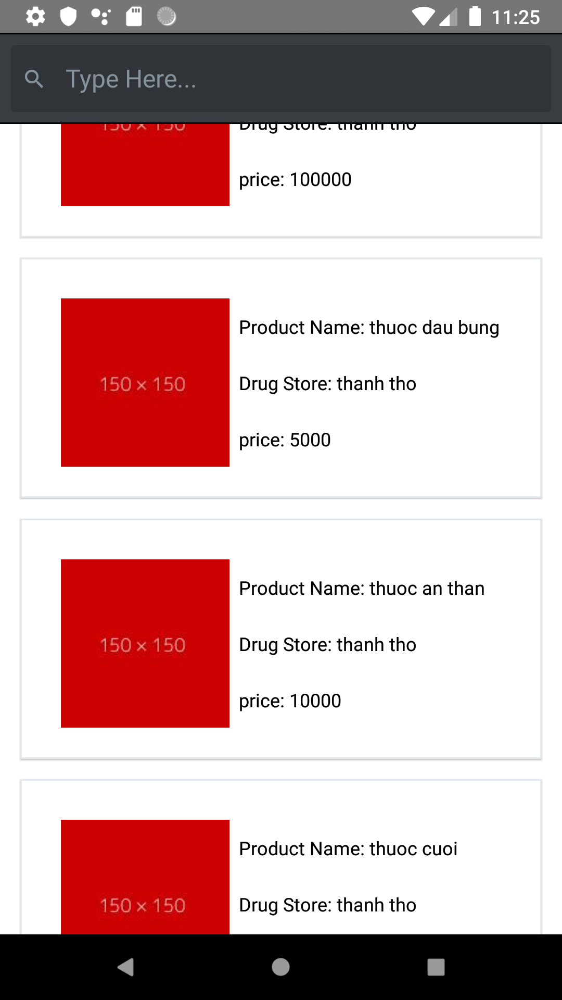 11:25
Type Here...
150 × 150
Drug Store: thanh tho
price: 100000
Product Name: thuoc dau bung
150 × 150
Drug Store: thanh tho
price: 5000
Product Name: thuoc an than
150 × 150
Drug Store: thanh tho
price: 10000
Product Name: thuoc cuoi
150 × 150
Drug Store: thanh tho